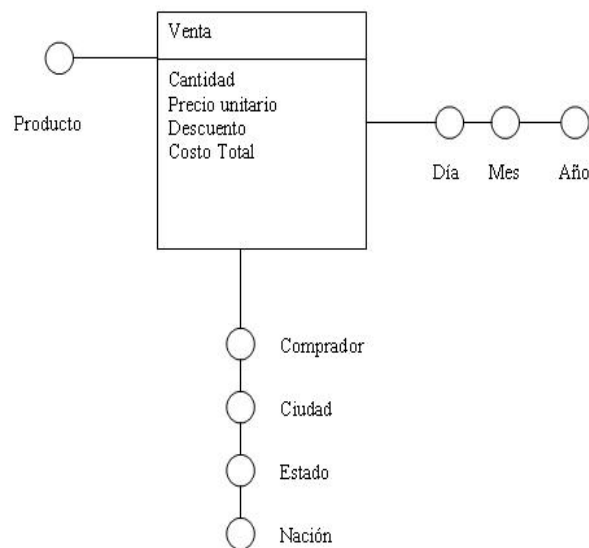 Venta
Cantidad
Precio unitario
Descuento
Costo Total
Producto
Día
Mes
Año
Comprador
Ciudad
Estado
Nación